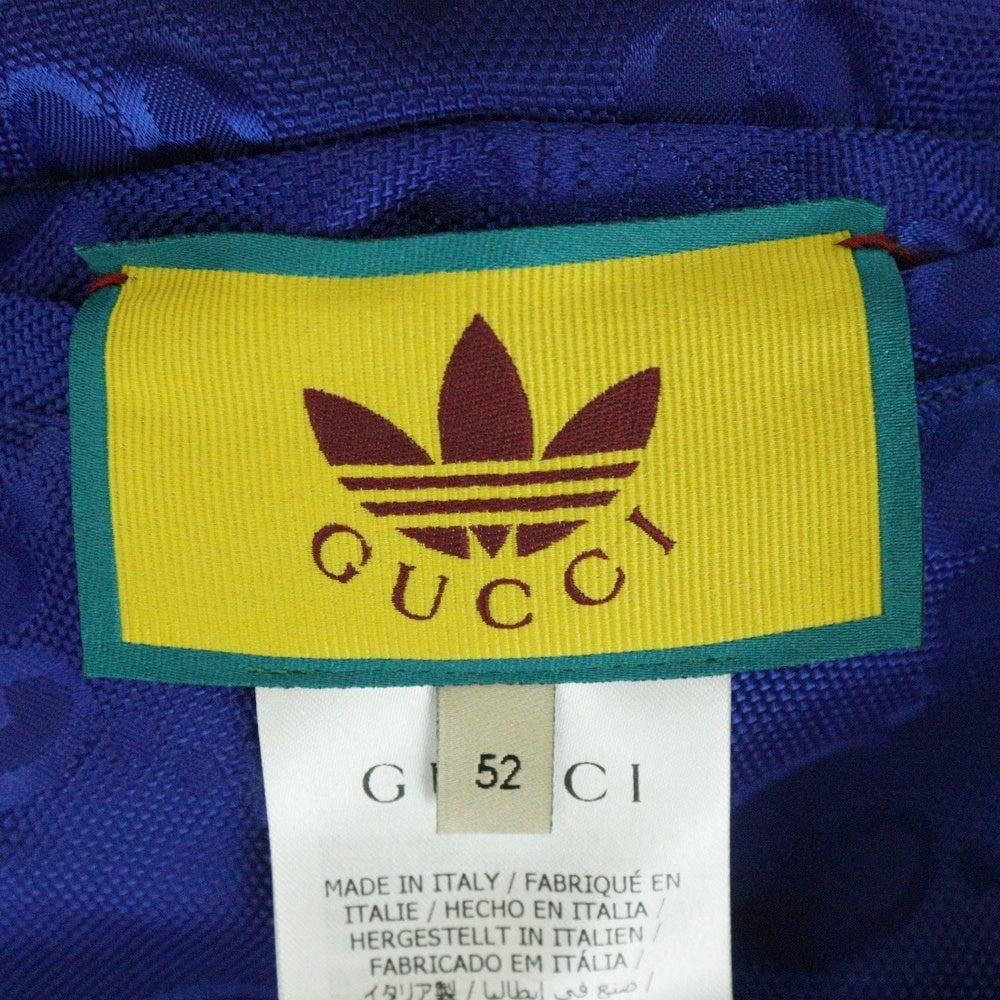 GUCCI
G CCI
52
MADE IN ITALY / FABRIQUÉ EN
ITALIE / HECHO EN ITALIA /
HERGESTELLT IN ITALIEN /
FABRICADO EM ITÁLIA /
イタリア製 / صنع في إيطاليا /